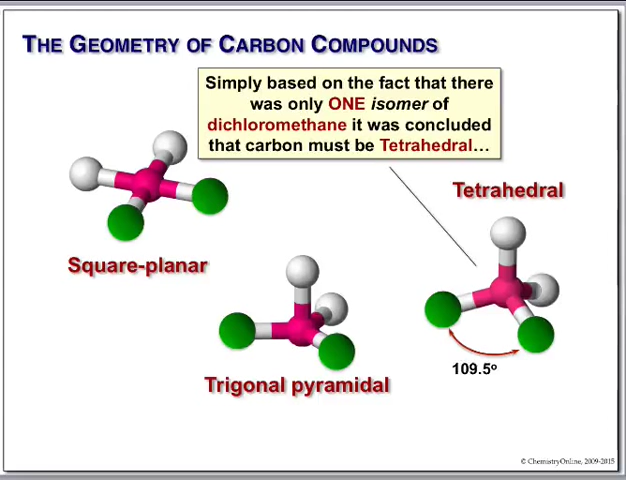 THE GEOMETRY OF CARBON COMPOUNDS
Simply based on the fact that there
was only ONE isomer of
dichloromethane it was concluded
that carbon must be Tetrahedral…
Tetrahedral
Square-planar
109.5º
Trigonal pyramidal
© ChemistryOnline, 2009-2015